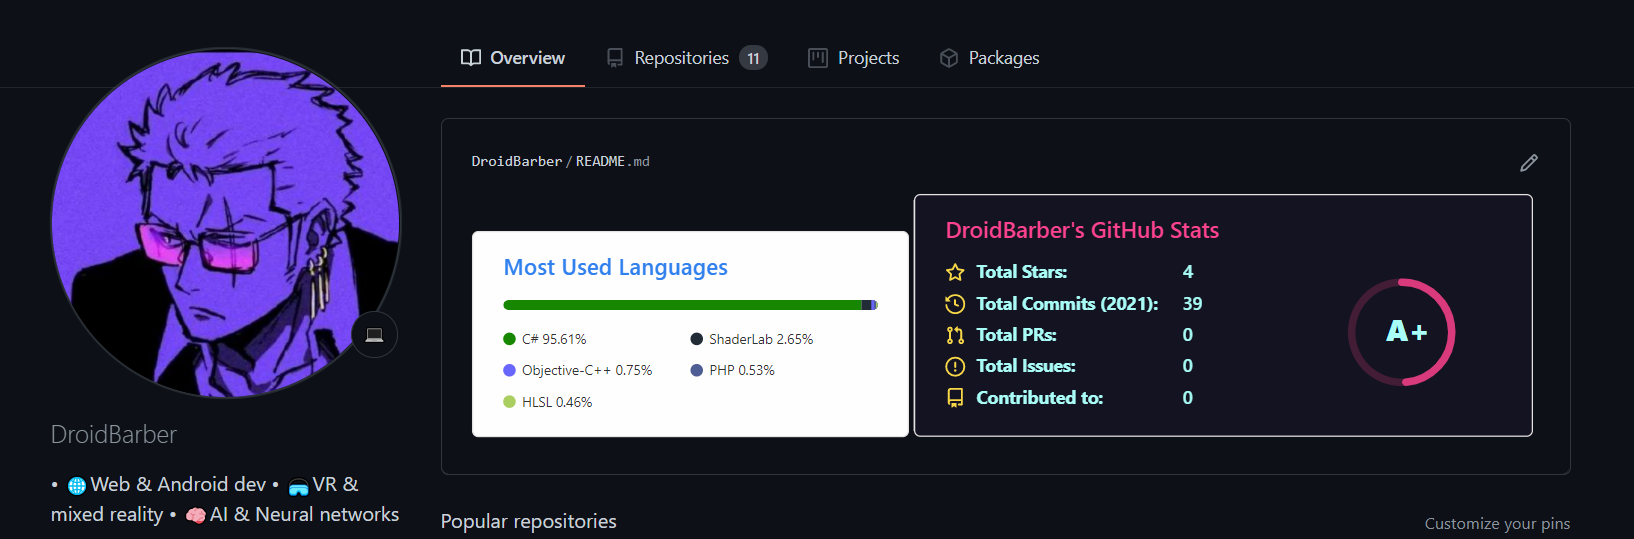 Overview
Repositories 11
Projects
Packages
DroidBarber/README.md
Most Used Languages
C# 95.61%
ShaderLab 2.65%
Objective-C++ 0.75%
PHP 0.53%
HLSL 0.46%
DroidBarber's GitHub Stats
Total Stars: 4
Total Commits (2021): 39
Total PRs: 0
Total Issues: 0
Contributed to: 0
A+
DroidBarber
• 🌐Web & Android dev • 🥽VR &
mixed reality • 🧠AI & Neural networks
Popular repositories
Customize your pins